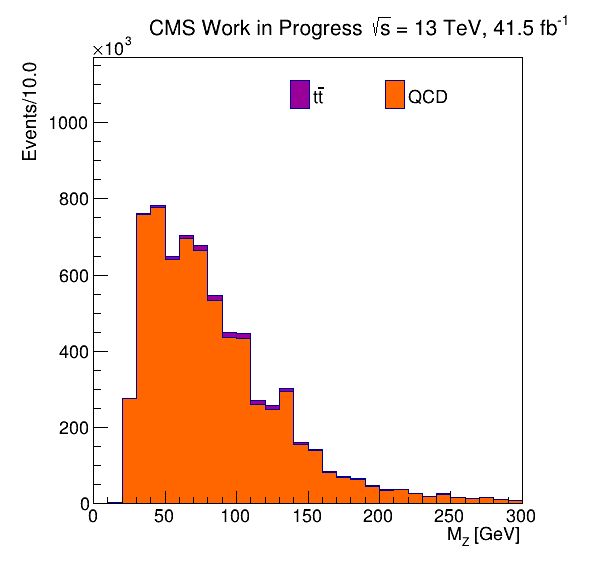 CMS Work in Progress √s = 13 TeV, 41.5 fb⁻¹
×10³
Events/10.0
tt̄
QCD
1000
800
600
400
200
0
0 50 100 150 200 250 300
M_Z [GeV]